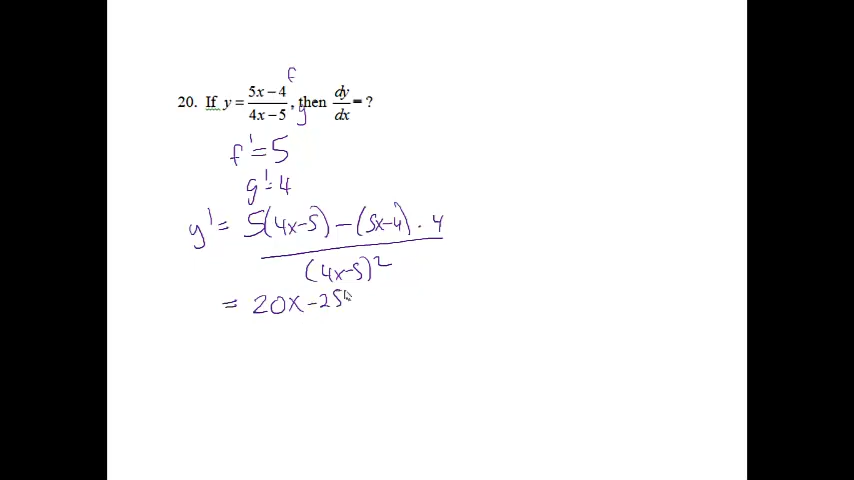 f
20. If y = (5x − 4)/(4x − 5), then dy/dx = ?
g
f' = 5
g' = 4
y' = 5(4x-5) - (5x-4) · 4
(4x-5)²
= 20x - 25